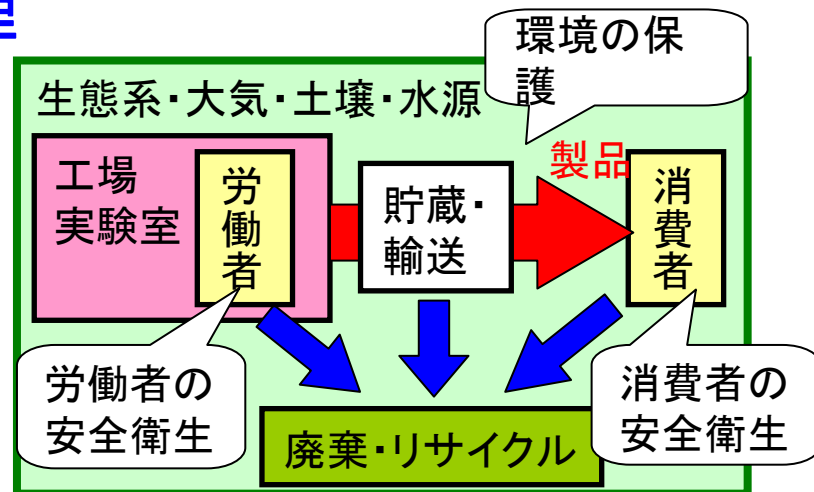 理
環境の保
護
生態系・大気・土壌・水源
製品
工場
実験室
労
働
者
貯蔵・
輸送
消
費
者
労働者の
安全衛生
消費者の
安全衛生
廃棄・リサイクル